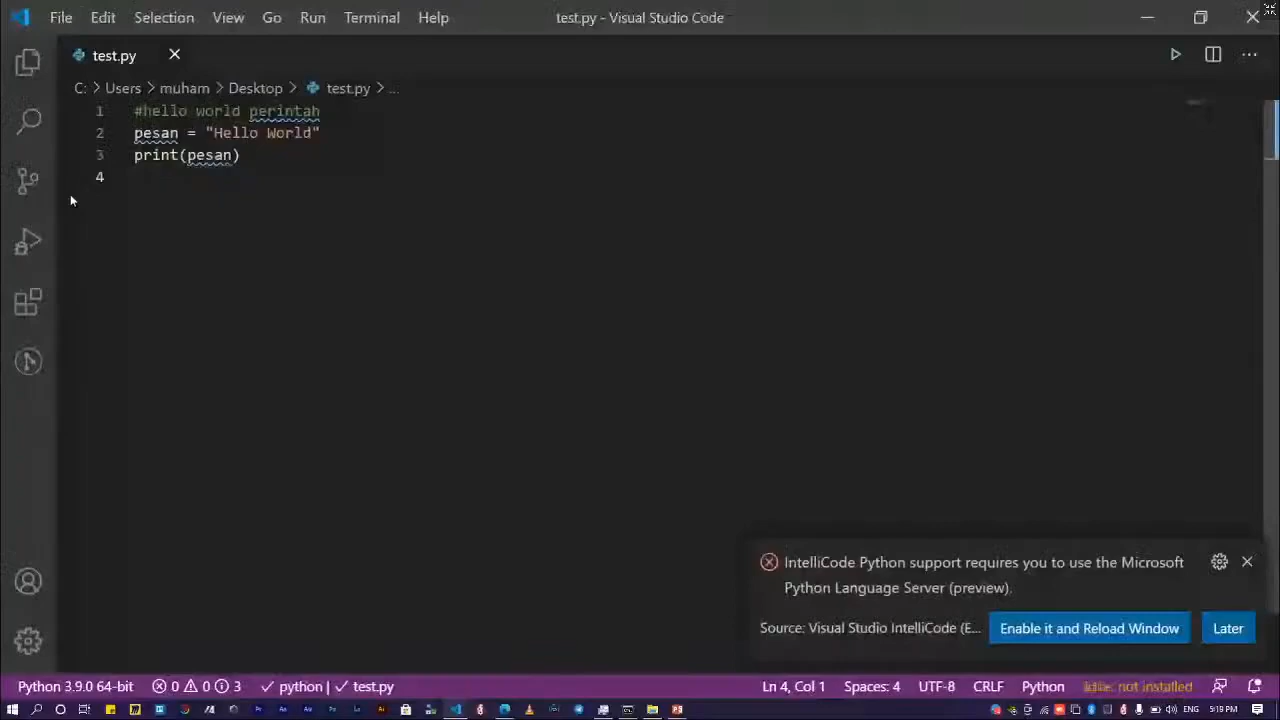 File Edit Selection View Go Run Terminal Help test.py - Visual Studio Code
test.py
C: > Users > muham > Desktop > test.py > ...
1 #hello world perintah
2 pesan = "Hello World"
3 print(pesan)
4
IntelliCode Python support requires you to use the Microsoft
Python Language Server (preview).
Source: Visual Studio IntelliCode (E... Enable it and Reload Window Later
Python 3.9.0 64-bit 0 0 3 python | test.py Ln 4, Col 1 Spaces: 4 UTF-8 CRLF Python not installed
ENG 5:19 PM